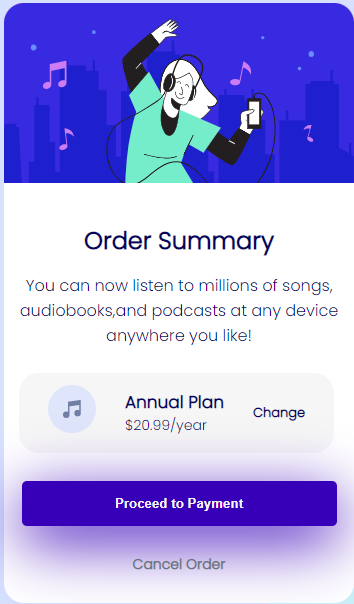 Order Summary
You can now listen to millions of songs,
audiobooks,and podcasts at any device
anywhere you like!
Annual Plan
$20.99/year
Change
Proceed to Payment
Cancel Order